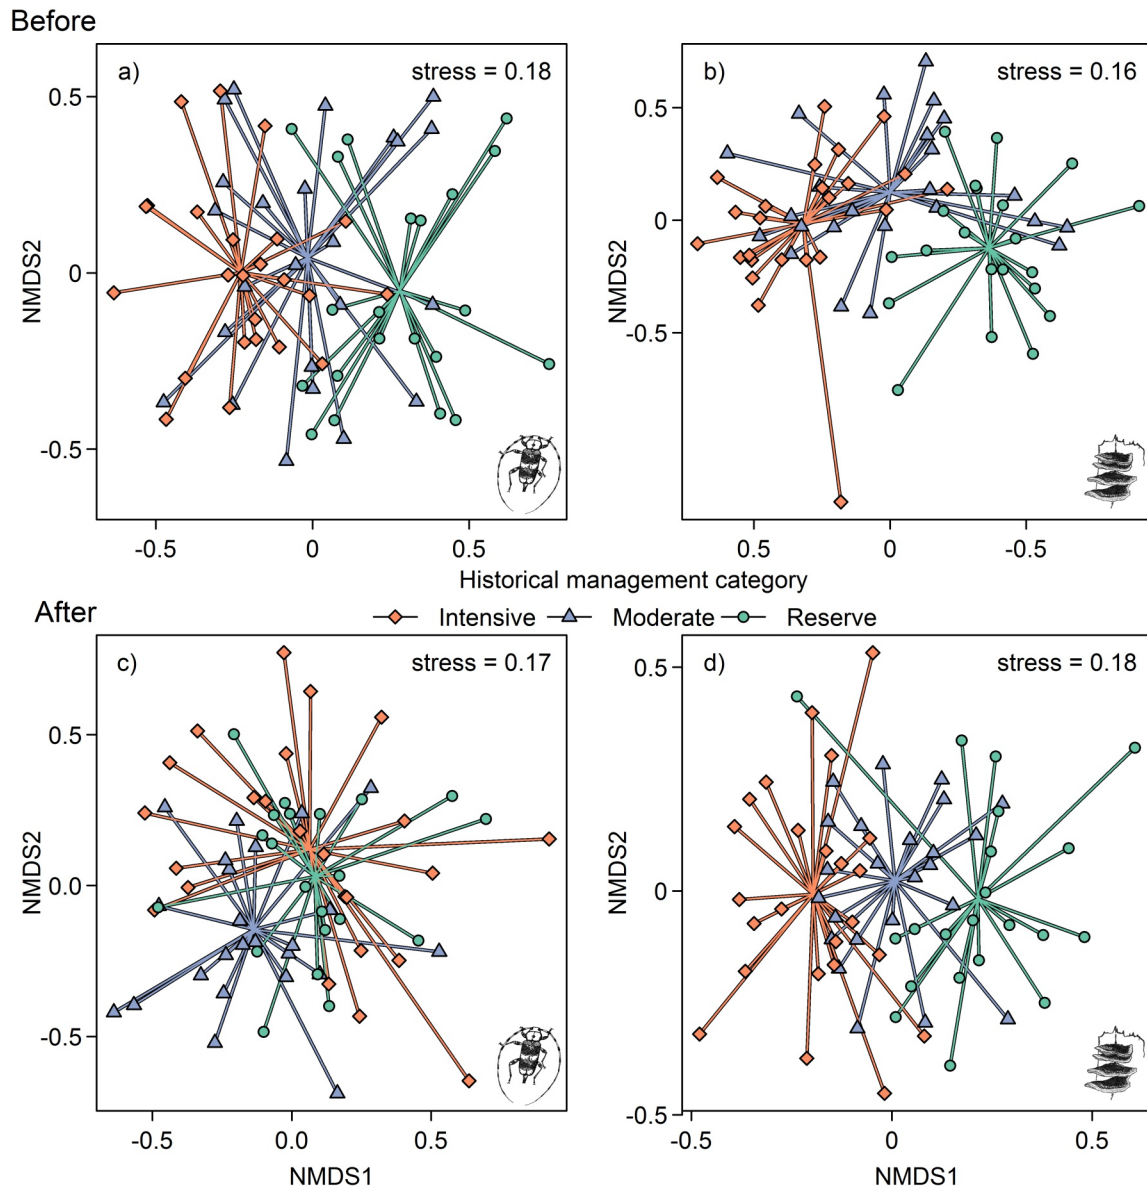 Before
a) stress = 0.18
0.5
0
-0.5
NMDS2
-0.5 0 0.5
b) stress = 0.16
0.5
0
-0.5
NMDS2
0.5 0 -0.5
Historical management category
Intensive Moderate Reserve
After
c) stress = 0.17
0.5
0.0
-0.5
NMDS2
-0.5 0.0 0.5
NMDS1
d) stress = 0.18
0.5
0
-0.5
NMDS2
-0.5 0 0.5
NMDS1